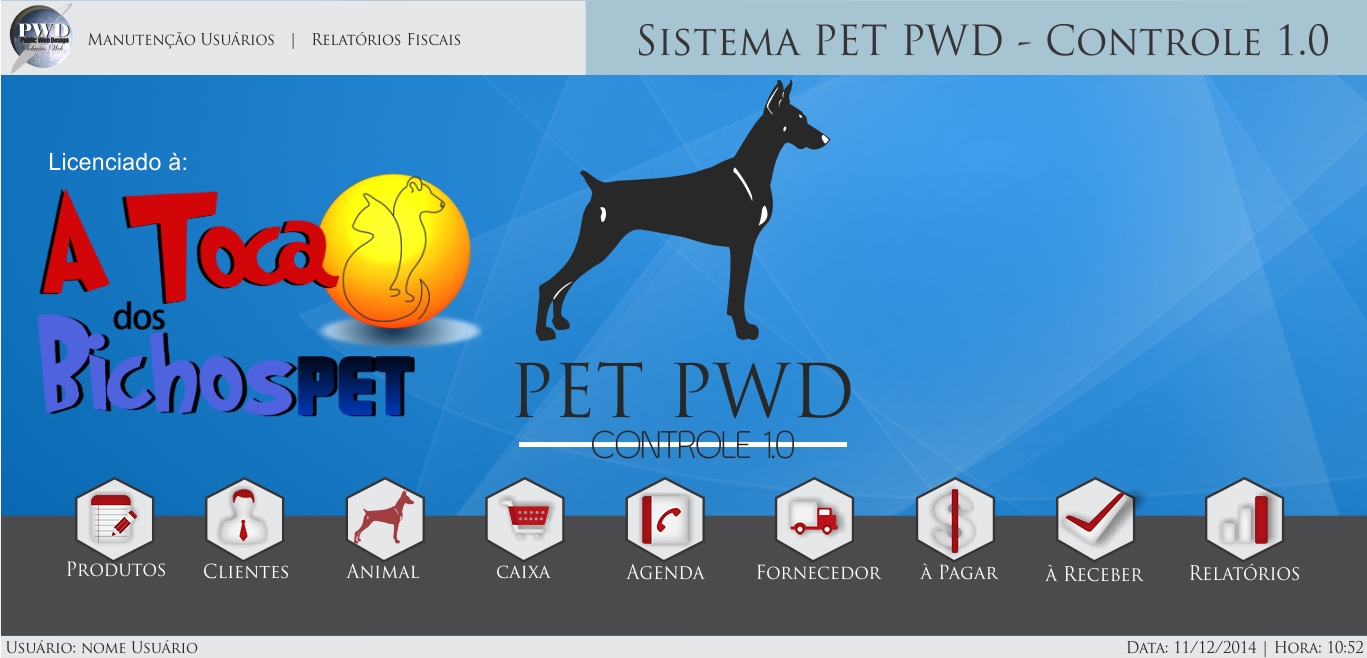 PWD
Public Web Design
Soluções Web
Manutenção Usuários | Relatórios Fiscais
Sistema PET PWD - Controle 1.0
Licenciado à:
A Toca
dos
BichosPET
PET PWD
CONTROLE 1.0
Produtos
Clientes
Animal
caixa
Agenda
Fornecedor
à Pagar
à Receber
Relatórios
Usuário: nome Usuário
Data: 11/12/2014 | Hora: 10:52